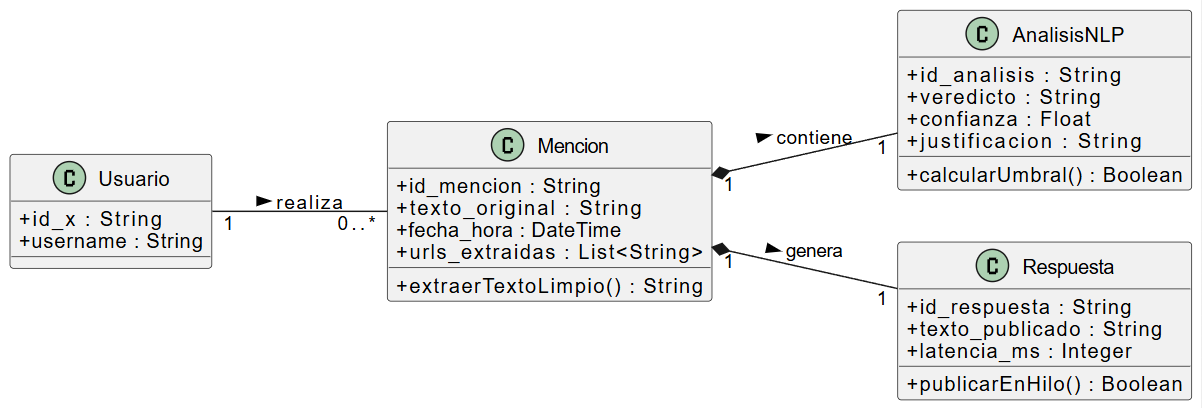 C Usuario
+id_x : String
+username : String
realiza
1
0..*
C Mencion
+id_mencion : String
+texto_original : String
+fecha_hora : DateTime
+urls_extraidas : List<String>
+extraerTextoLimpio() : String
contiene
1
1
genera
1
1
C AnalisisNLP
+id_analisis : String
+veredicto : String
+confianza : Float
+justificacion : String
+calcularUmbral() : Boolean
C Respuesta
+id_respuesta : String
+texto_publicado : String
+latencia_ms : Integer
+publicarEnHilo() : Boolean